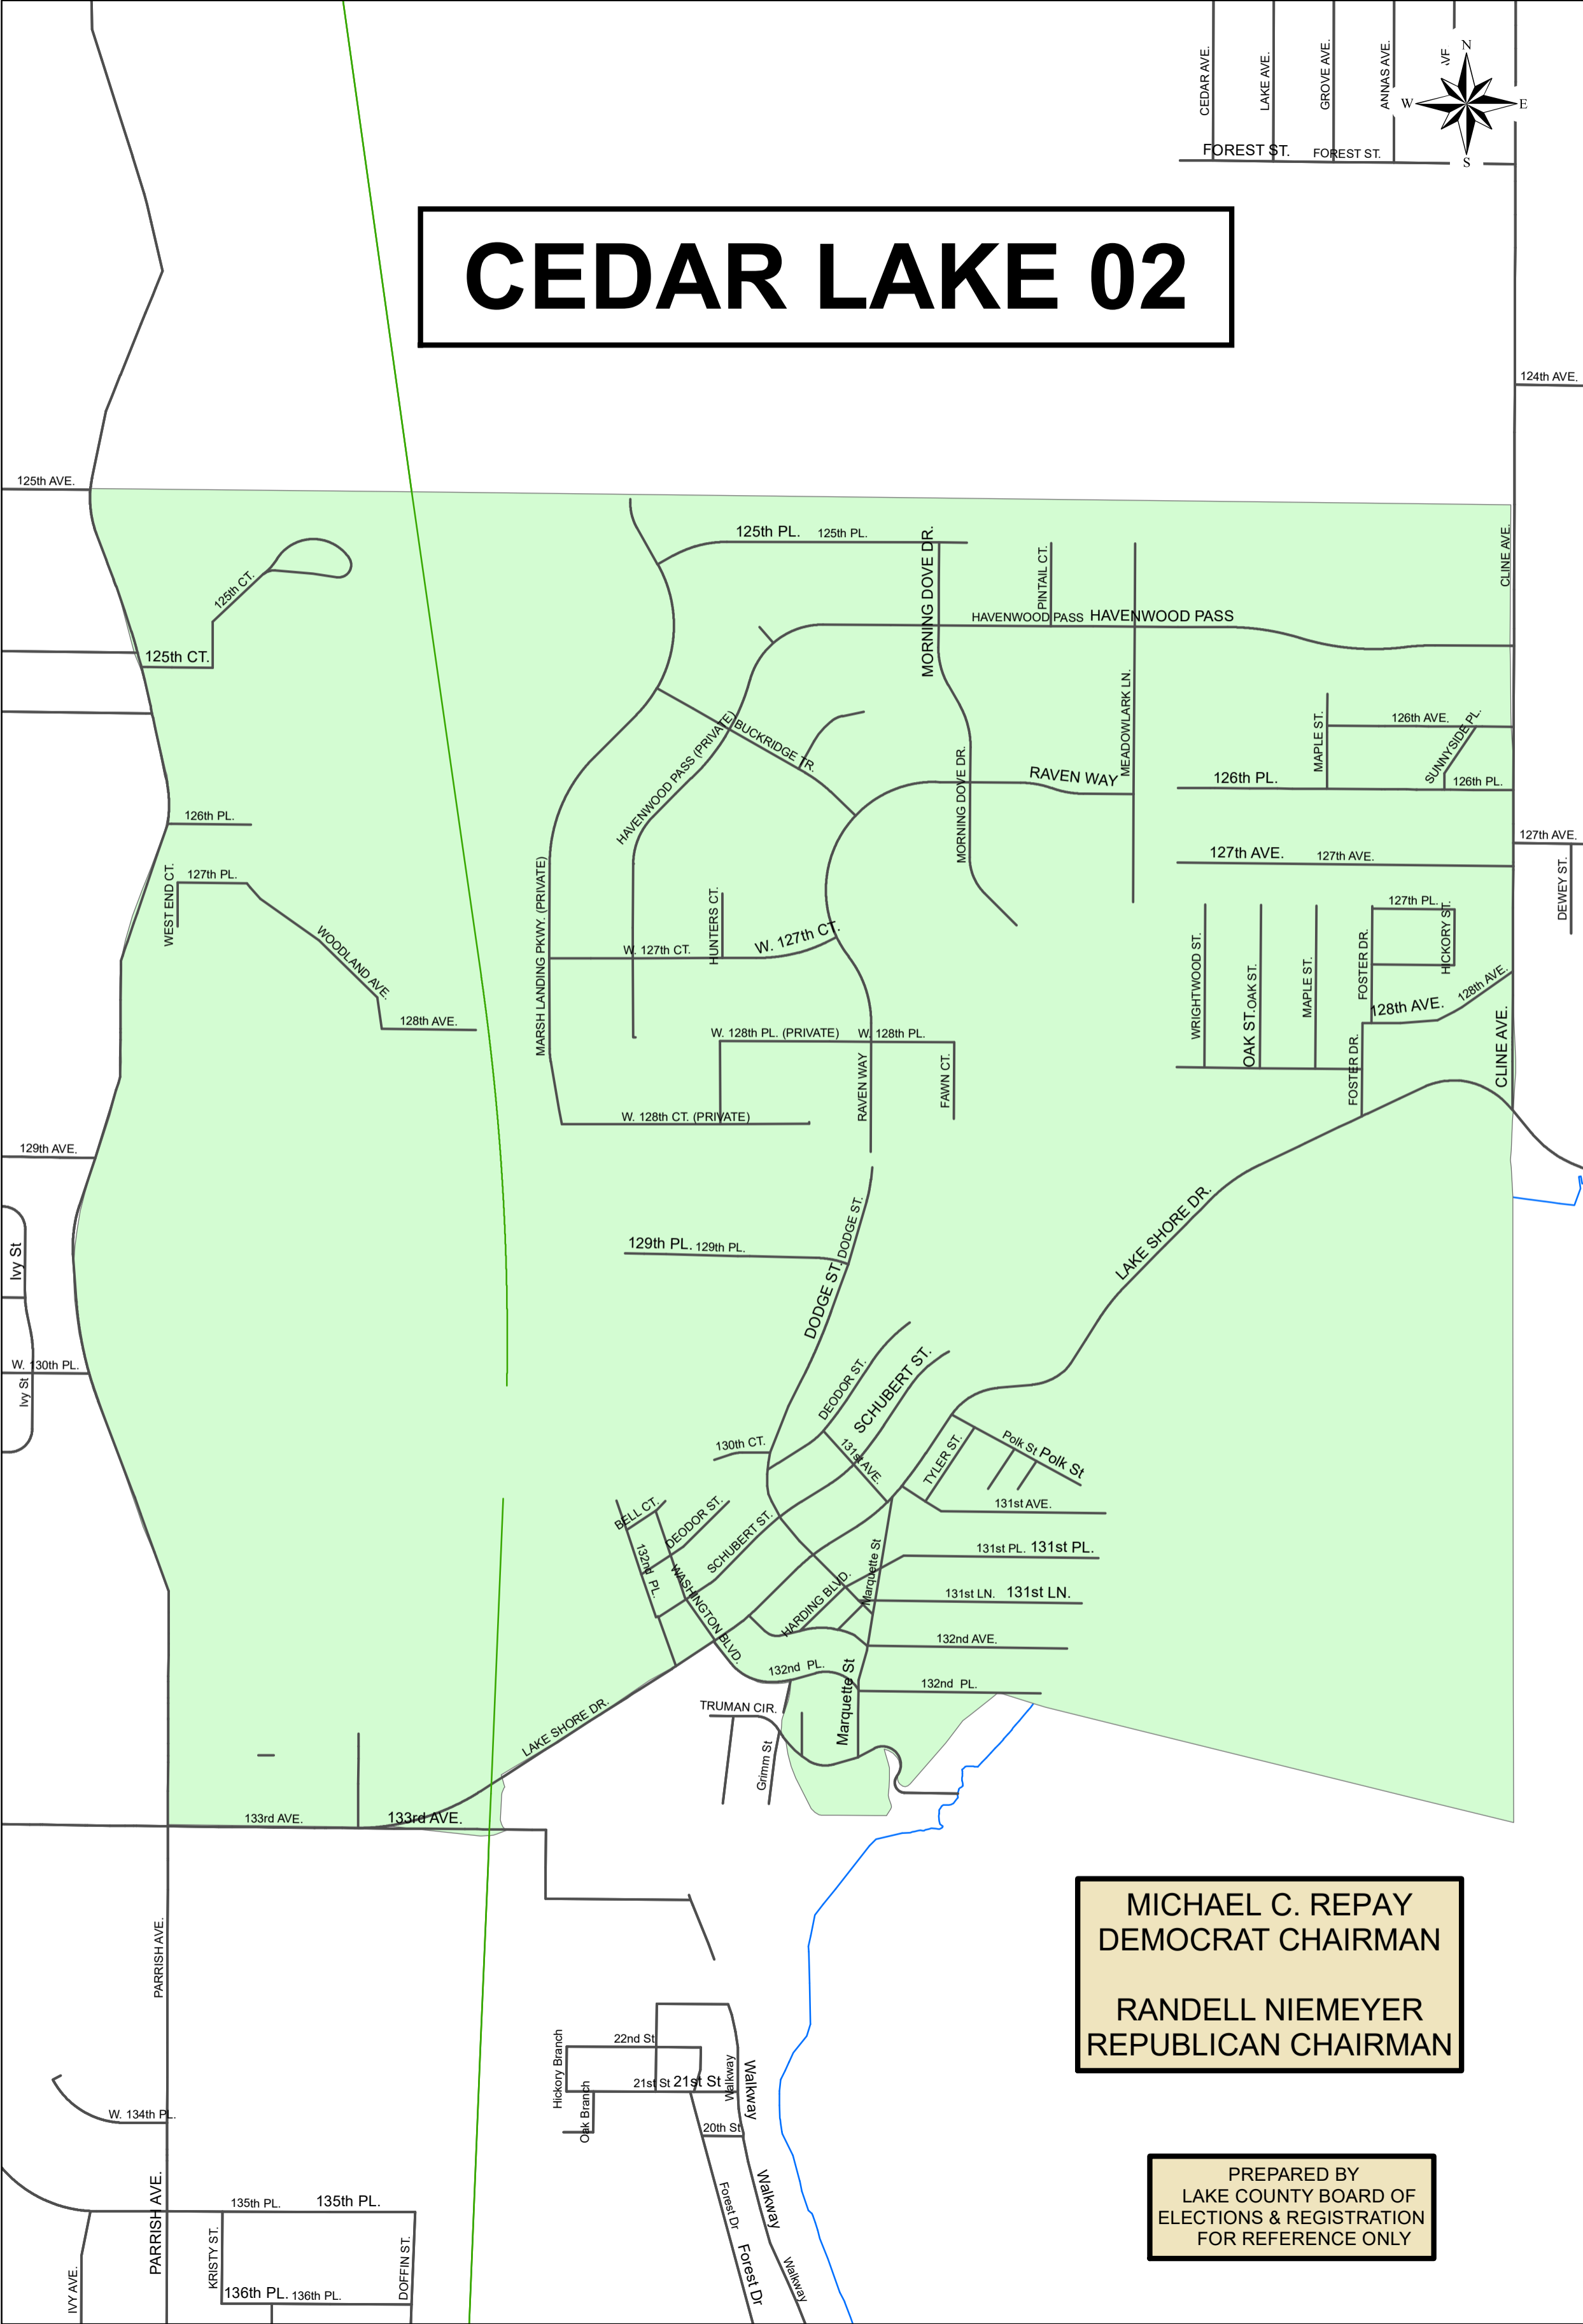 CEDAR AVE.
LAKE AVE.
GROVE AVE.
ANNAS AVE.
N
W
E
S
FOREST ST.
FOREST ST.
CEDAR LAKE 02
124th AVE.
125th AVE.
CLINE AVE.
125th PL.
125th PL.
MORNING DOVE DR.
PINTAIL CT.
125th CT.
HAVENWOOD PASS
HAVENWOOD PASS
125th CT.
MEADOWLARK LN.
HAVENWOOD PASS (PRIVATE)
BUCKRIDGE TR.
MAPLE ST.
126th AVE.
SUNNYSIDE PL.
MORNING DOVE DR.
RAVEN WAY
126th PL.
126th PL.
126th PL.
127th AVE.
127th AVE.
127th AVE.
DEWEY ST.
WEST END CT.
127th PL.
MARSH LANDING PKWY. (PRIVATE)
HUNTERS CT.
127th PL.
HICKORY ST.
WOODLAND AVE.
W. 127th CT.
W. 127th CT.
WRIGHTWOOD ST.
OAK ST.
OAK ST.
MAPLE ST.
FOSTER DR.
128th AVE.
128th AVE.
128th AVE.
W. 128th PL. (PRIVATE)
W. 128th PL.
CLINE AVE.
RAVEN WAY
FAWN CT.
FOSTER DR.
W. 128th CT. (PRIVATE)
129th AVE.
Ivy St
DODGE ST.
129th PL.
129th PL.
LAKE SHORE DR.
DODGE ST.
W. 130th PL.
Ivy St
DEODOR ST.
SCHUBERT ST.
130th CT.
131st AVE.
TYLER ST.
Polk St
Polk St
BELL CT.
DEODOR ST.
131st AVE.
SCHUBERT ST.
132nd PL.
131st PL.
131st PL.
Marquette St
WASHINGTON BLVD.
HARDING BLVD.
131st LN.
131st LN.
132nd AVE.
132nd PL.
132nd PL.
Marquette St
TRUMAN CIR.
LAKE SHORE DR.
Grimm St
133rd AVE.
133rd AVE.
MICHAEL C. REPAY
DEMOCRAT CHAIRMAN
RANDELL NIEMEYER
REPUBLICAN CHAIRMAN
PARRISH AVE.
22nd St
Hickory Branch
21st St
21st St
Walkway
Walkway
Oak Branch
20th St
W. 134th PL.
PREPARED BY
LAKE COUNTY BOARD OF
ELECTIONS & REGISTRATION
FOR REFERENCE ONLY
PARRISH AVE.
135th PL.
135th PL.
Forest Dr
Walkway
KRISTY ST.
DOFFIN ST.
Forest Dr
Walkway
IVY AVE.
136th PL.
136th PL.